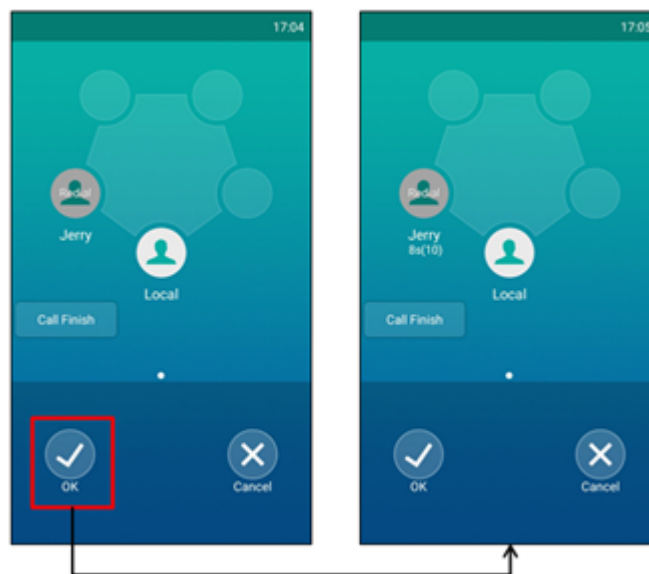 17:04
Redial
Jerry
Local
Call Finish
OK
Cancel
17:05
Redial
Jerry
8s(10)
Local
Call Finish
OK
Cancel